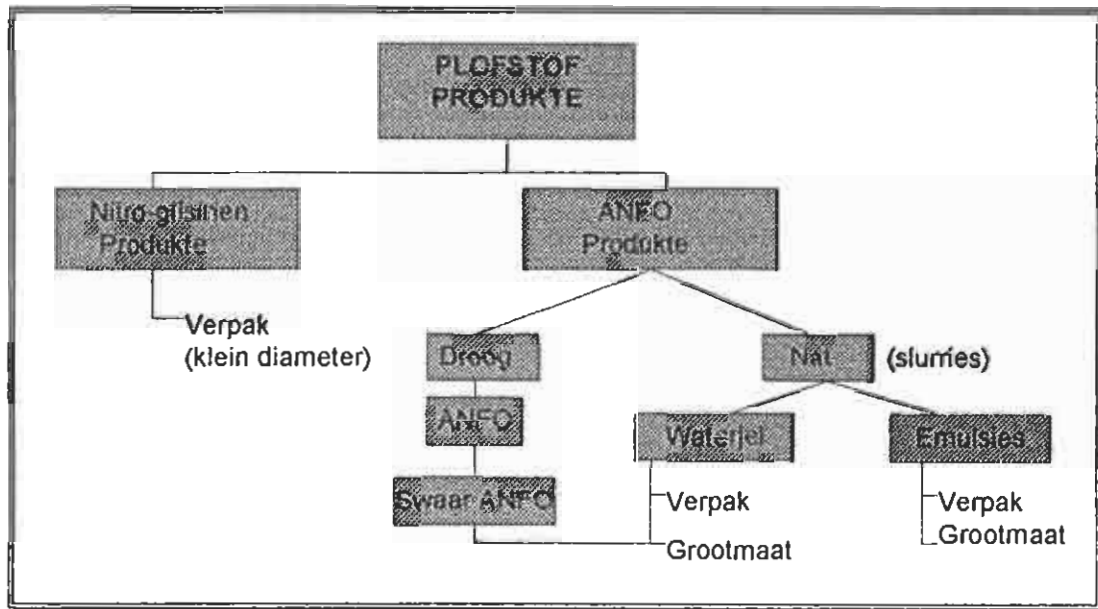 PLOFSTOF
PRODUKTE
Nitro-gilsinen
Produkte
ANFO
Produkte
Verpak
(klein diameter)
Droog
Nat
(slurries)
ANFO
Waterjel
Emulsies
Swaar ANFO
Verpak
Grootmaat
Verpak
Grootmaat